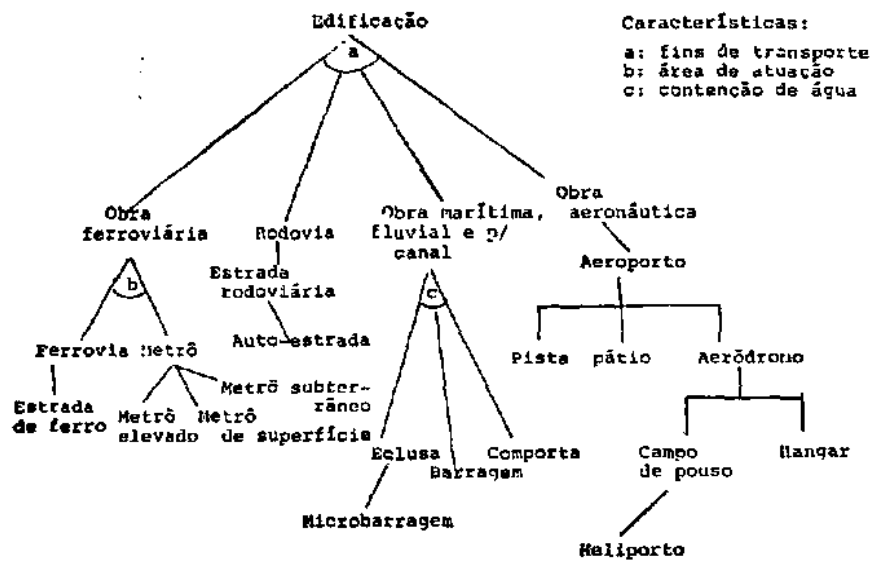 Edificação
Características:
a: fins de transporte
b: área de atuação
c: contenção de água
a
Obra
ferroviária
Rodovia
Obra marítima,
fluvial e p/
canal
Obra
aeronáutica
b
Estrada
rodoviária
c
Aeroporto
Ferrovia Metrô
Auto-estrada
Pista pátio Aeródromo
Estrada
de ferro
Metrô
elevado
Metrô
de superfície
Metrô subter-
râneo
Eclusa
Barragem
Comporta
Campo
de pouso
Hangar
Microbarragem
Heliporto